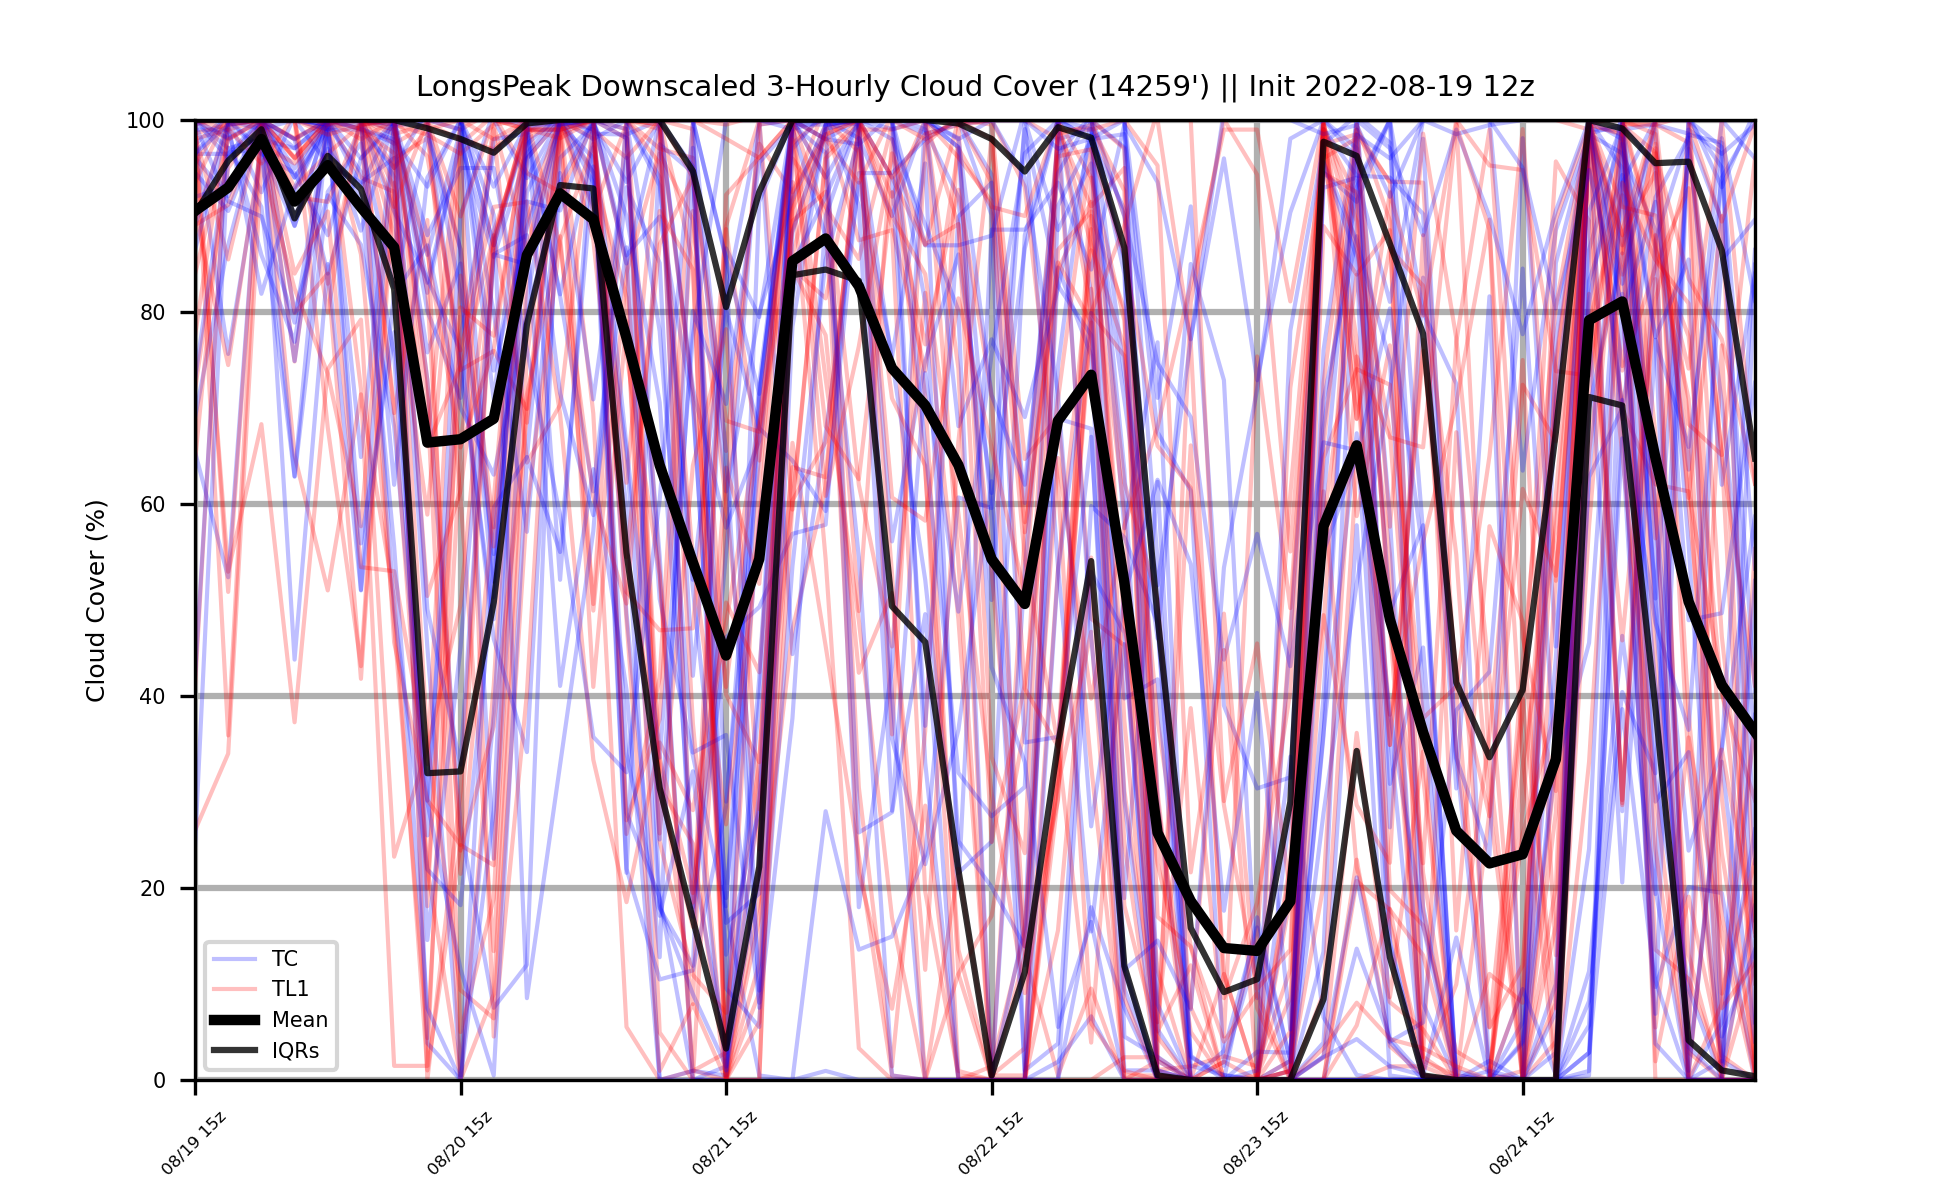 LongsPeak Downscaled 3-Hourly Cloud Cover (14259') || Init 2022-08-19 12z
Cloud Cover (%)
100
80
60
40
20
0
TC
TL1
Mean
IQRs
08/19 15z
08/20 15z
08/21 15z
08/22 15z
08/23 15z
08/24 15z